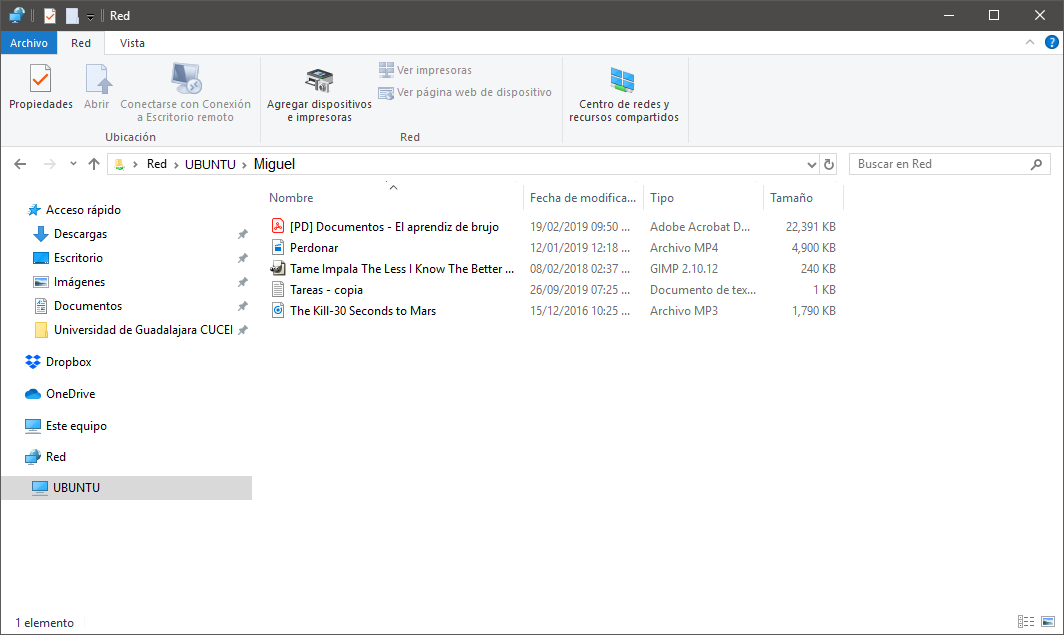 Red
Archivo Red Vista
Propiedades Abrir Conectarse con Conexión a Escritorio remoto
Ubicación
Agregar dispositivos e impresoras
Ver impresoras
Ver página web de dispositivo
Red
Centro de redes y recursos compartidos
Red › UBUNTU › Miguel
Buscar en Red
Acceso rápido
Descargas
Escritorio
Imágenes
Documentos
Universidad de Guadalajara CUCEI
Dropbox
OneDrive
Este equipo
Red
UBUNTU
Nombre Fecha de modifica... Tipo Tamaño
[PD] Documentos - El aprendiz de brujo 19/02/2019 09:50 ... Adobe Acrobat D... 22,391 KB
Perdonar 12/01/2019 12:18 ... Archivo MP4 4,900 KB
Tame Impala The Less I Know The Better ... 08/02/2018 02:37 ... GIMP 2.10.12 240 KB
Tareas - copia 26/09/2019 07:25 ... Documento de tex... 1 KB
The Kill-30 Seconds to Mars 15/12/2016 10:25 ... Archivo MP3 1,790 KB
1 elemento